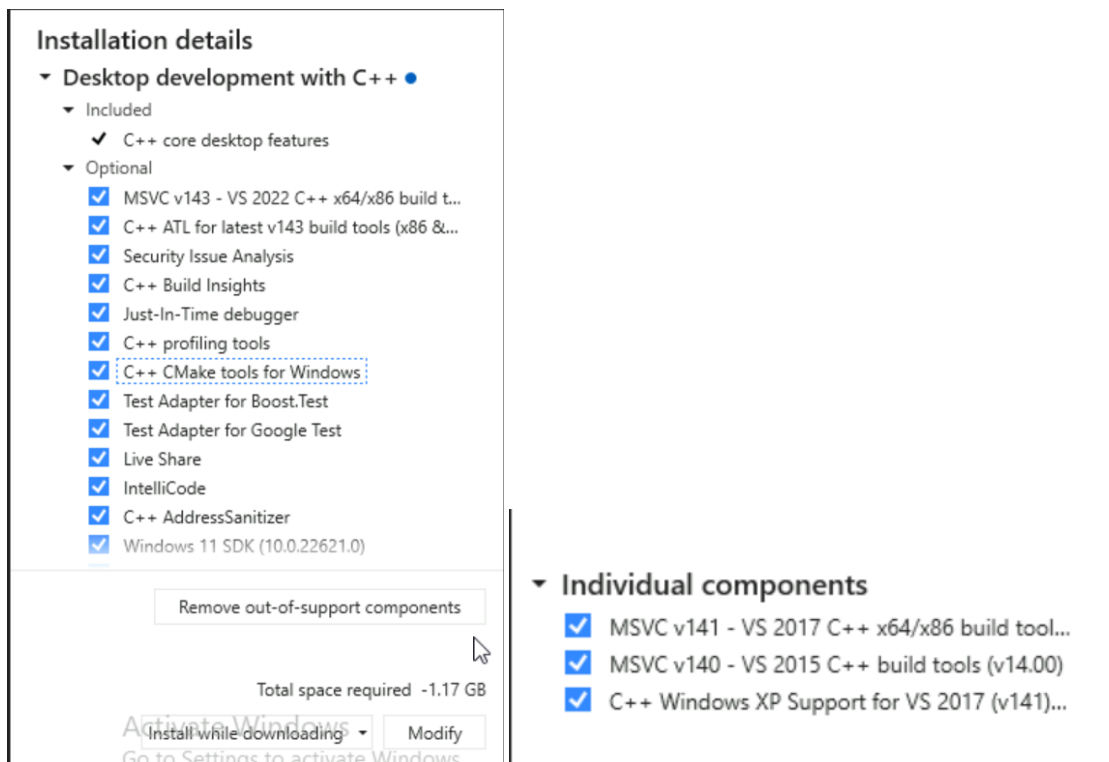 Installation details
Desktop development with C++
Included
C++ core desktop features
Optional
MSVC v143 - VS 2022 C++ x64/x86 build t...
C++ ATL for latest v143 build tools (x86 &...
Security Issue Analysis
C++ Build Insights
Just-In-Time debugger
C++ profiling tools
C++ CMake tools for Windows
Test Adapter for Boost.Test
Test Adapter for Google Test
Live Share
IntelliCode
C++ AddressSanitizer
Windows 11 SDK (10.0.22621.0)
Remove out-of-support components
Total space required -1.17 GB
Activate Windows
Install while downloading
Modify
Go to Settings to activate Windows
Individual components
MSVC v141 - VS 2017 C++ x64/x86 build tool...
MSVC v140 - VS 2015 C++ build tools (v14.00)
C++ Windows XP Support for VS 2017 (v141)...